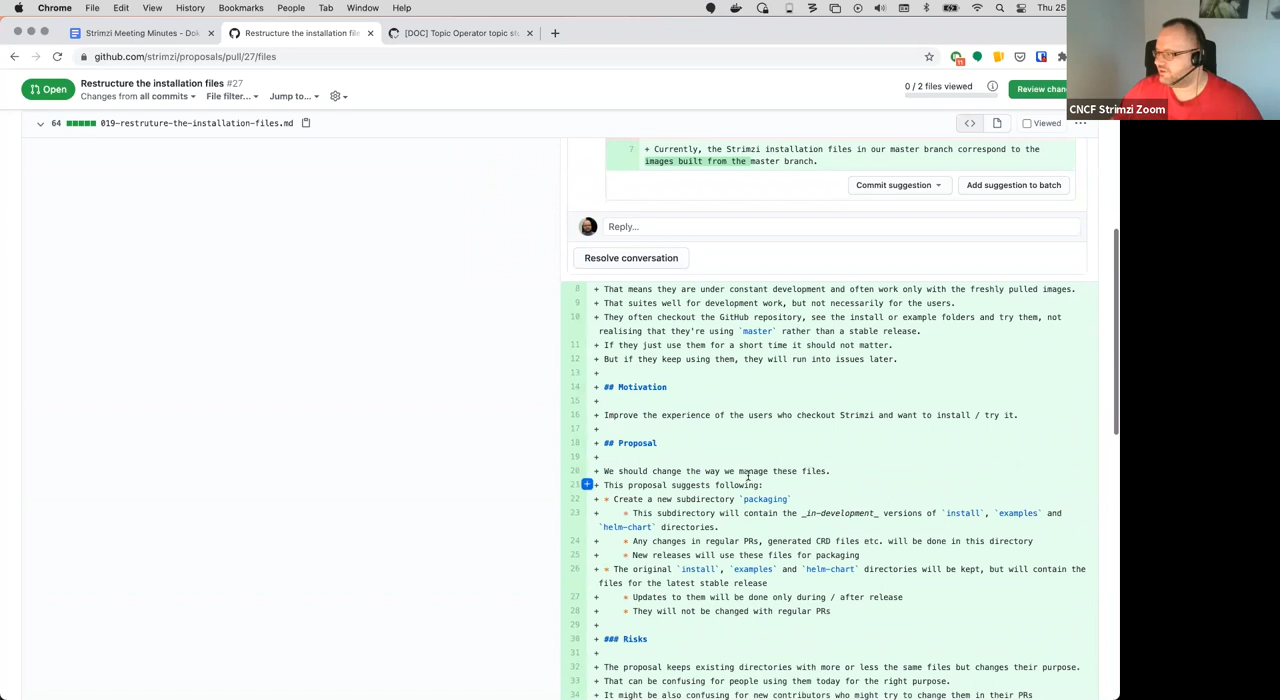 Chrome File Edit View History Bookmarks People Tab Window Help Thu 25
Strimzi Meeting Minutes - Dok Restructure the installation file [DOC] Topic Operator topic st
github.com/strimzi/proposals/pull/27/files
Open Restructure the installation files #27
Changes from all commits File filter... Jump to...
0 / 2 files viewed Review chan
CNCF Strimzi Zoom
64 019-restruture-the-installation-files.md Viewed
7 + Currently, the Strimzi installation files in our master branch correspond to the
images built from the master branch.
Commit suggestion Add suggestion to batch
Reply...
Resolve conversation
8 + That means they are under constant development and often work only with the freshly pulled images.
9 + That suites well for development work, but not necessarily for the users.
10 + They often checkout the GitHub repository, see the install or example folders and try them, not
realising that they're using `master` rather than a stable release.
11 + If they just use them for a short time it should not matter.
12 + But if they keep using them, they will run into issues later.
13 +
14 + ## Motivation
15 +
16 + Improve the experience of the users who checkout Strimzi and want to install / try it.
17 +
18 + ## Proposal
19 +
20 + We should change the way we manage these files.
21 + This proposal suggests following:
22 + * Create a new subdirectory `packaging`
23 + * This subdirectory will contain the _in-development_ versions of `install`, `examples` and
`helm-chart` directories.
24 + * Any changes in regular PRs, generated CRD files etc. will be done in this directory
25 + * New releases will use these files for packaging
26 + * The original `install`, `examples` and `helm-chart` directories will be kept, but will contain the
files for the latest stable release
27 + * Updates to them will be done only during / after release
28 + * They will not be changed with regular PRs
29 +
30 + ### Risks
31 +
32 + The proposal keeps existing directories with more or less the same files but changes their purpose.
33 + That can be confusing for people using them today for the right purpose.
34 + It might be also confusing for new contributors who might try to change them in their PRs